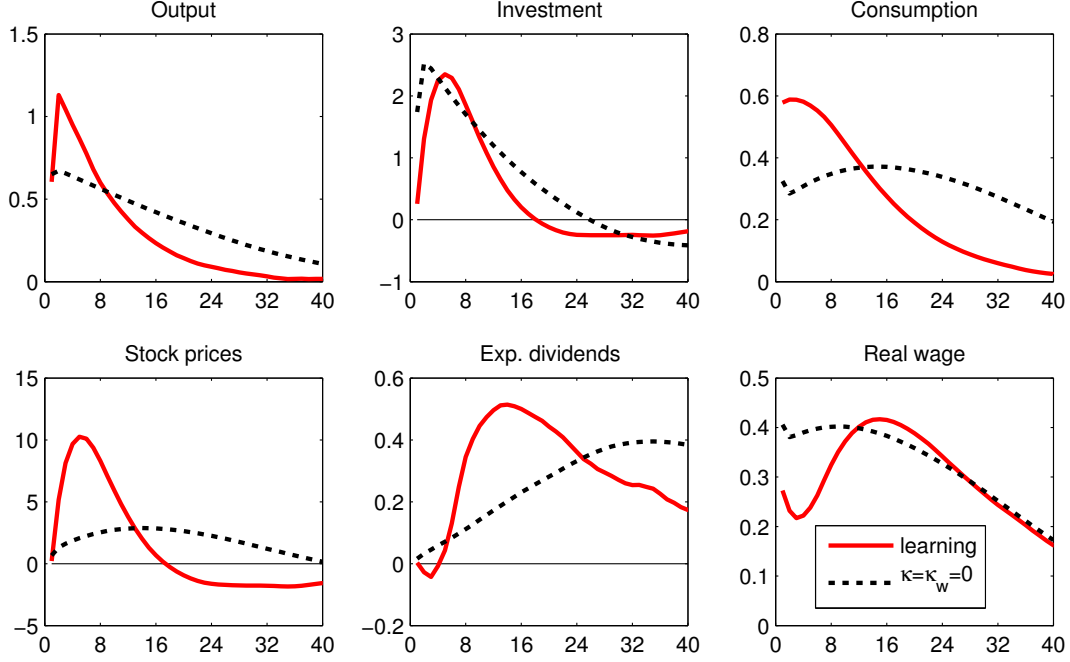 Output
Investment
Consumption
1.5
1
0.5
0
0 8 16 24 32 40
3
2
1
0
−1
0 8 16 24 32 40
0.8
0.6
0.4
0.2
0
0 8 16 24 32 40
Stock prices
Exp. dividends
Real wage
15
10
5
0
−5
0 8 16 24 32 40
0.6
0.4
0.2
0
−0.2
0 8 16 24 32 40
0.5
0.4
0.3
0.2
0.1
0
0 8 16 24 32 40
learning
κ=κ_w=0